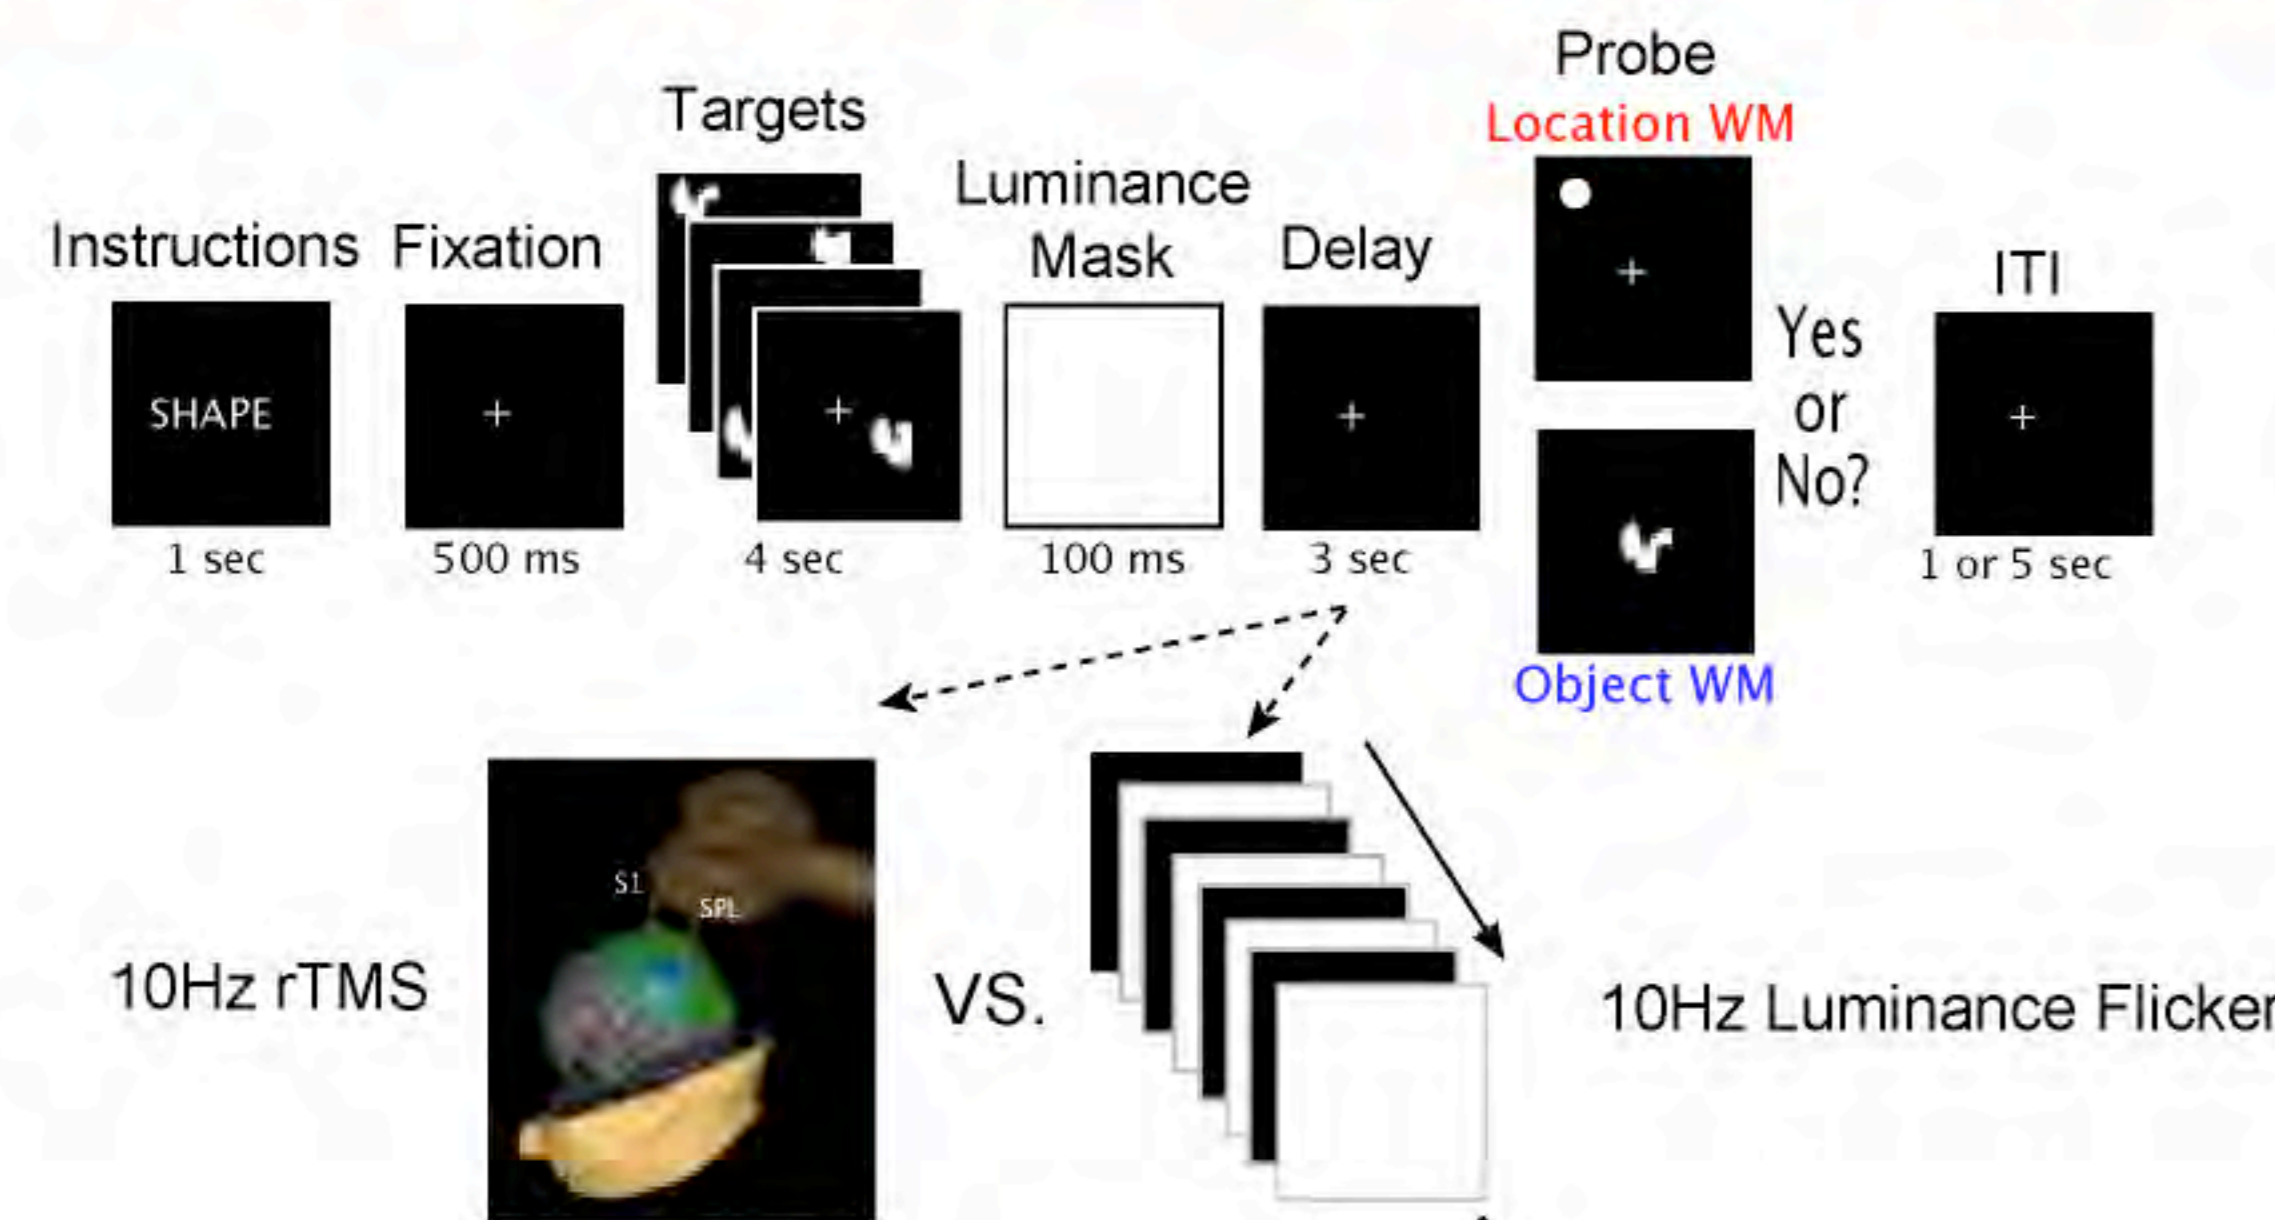 Probe
Location WM
Targets
Luminance
Mask
Instructions
Fixation
Delay
ITI
SHAPE
Yes
or
No?
1 sec
500 ms
4 sec
100 ms
3 sec
1 or 5 sec
Object WM
S1
SPL
10Hz rTMS
VS.
10Hz Luminance Flicker